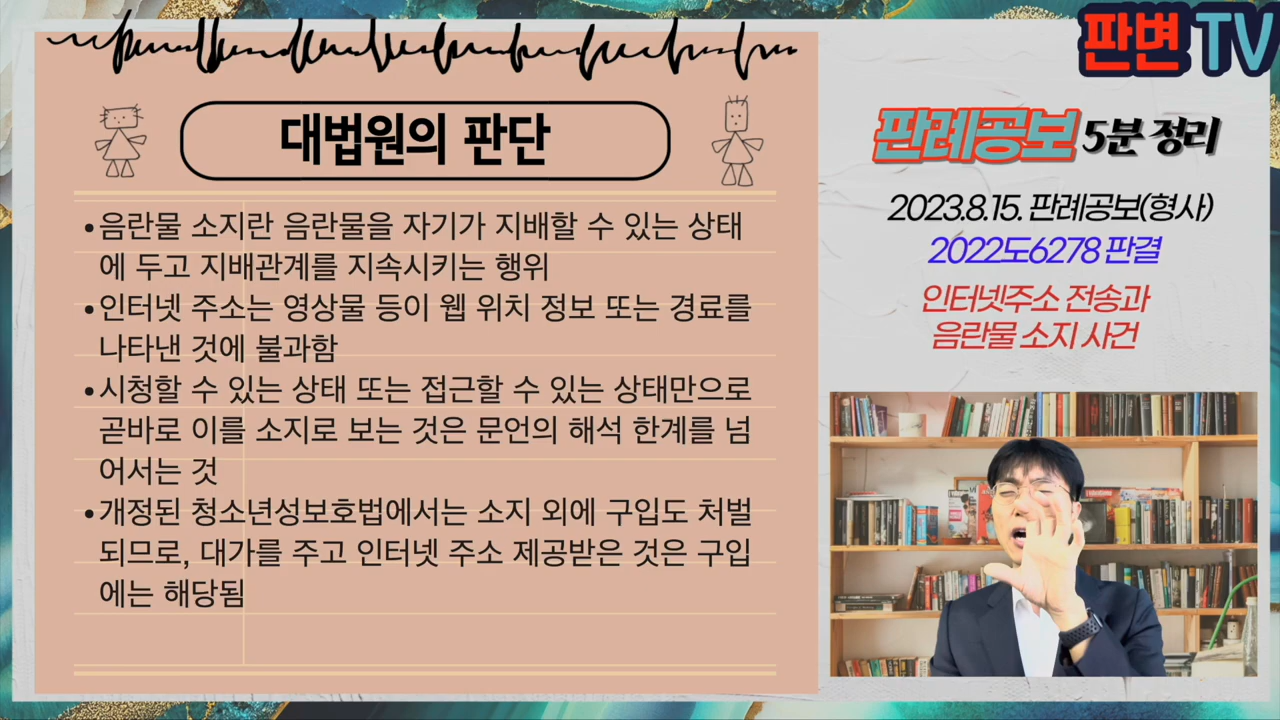 판변 TV
대법원의 판단
•음란물 소지란 음란물을 자기가 지배할 수 있는 상태
에 두고 지배관계를 지속시키는 행위
•인터넷 주소는 영상물 등이 웹 위치 정보 또는 경료를
나타낸 것에 불과함
•시청할 수 있는 상태 또는 접근할 수 있는 상태만으로
곧바로 이를 소지로 보는 것은 문언의 해석 한계를 넘
어서는 것
•개정된 청소년성보호법에서는 소지 외에 구입도 처벌
되므로, 대가를 주고 인터넷 주소 제공받은 것은 구입
에는 해당됨
판례공보 5분 정리
2023.8.15. 판례공보(형사)
2022도6278 판결
인터넷주소 전송과
음란물 소지 사건